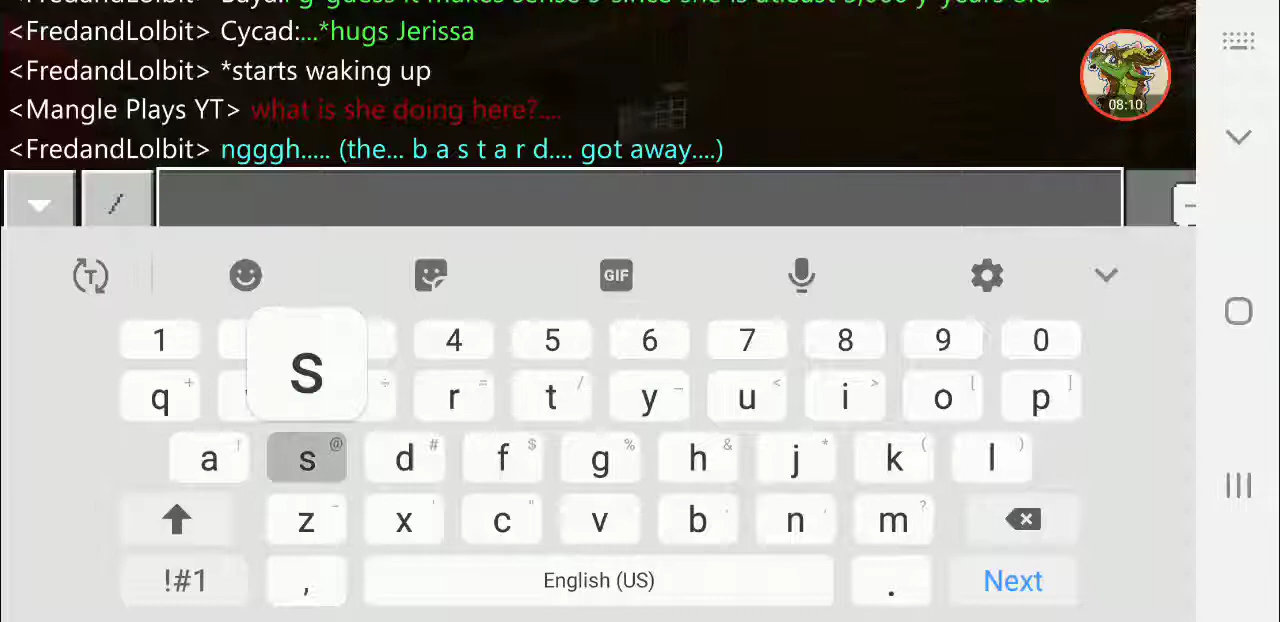 <FredandLolbit> Cycad:...*hugs Jerissa
<FredandLolbit> *starts waking up
<Mangle Plays YT> what is she doing here?....
<FredandLolbit> ngggh..... (the... b a s t a r d.... got away....)
08:10
/
T
GIF
1 4 5 6 7 8 9 0
s
q + ÷ r = t / y _ u < i > o [ p ]
a ! s @ d # f $ g % h & j * k ( l )
z - x ' c " v b n , m ?
!#1 , English (US) . Next